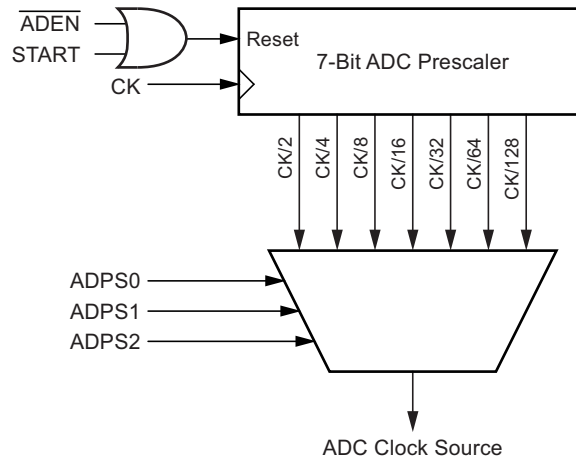 ADEN
START
Reset
7-Bit ADC Prescaler
CK
CK/2
CK/4
CK/8
CK/16
CK/32
CK/64
CK/128
ADPS0
ADPS1
ADPS2
ADC Clock Source